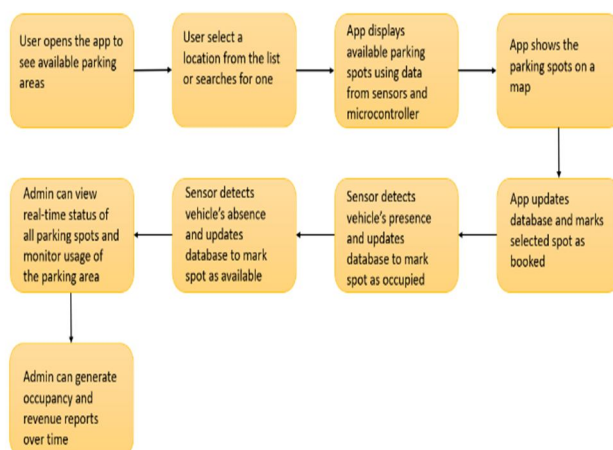 User opens the app to
see available parking
areas
User select a location
from the list
or searches for one
App displays
available parking
spots using data
from sensors and
microcontroller
App shows the
parking spots on a
map
Admin can view
real-time status of
all parking spots and
monitor usage of
the parking area
Sensor detects
vehicle's absence
and updates
database to mark
spot as available
Sensor detects
vehicle's presence
and updates
database to mark
spot as occupied
App updates
database and marks
selected spot as
booked
Admin can generate
occupancy and
revenue reports
over time